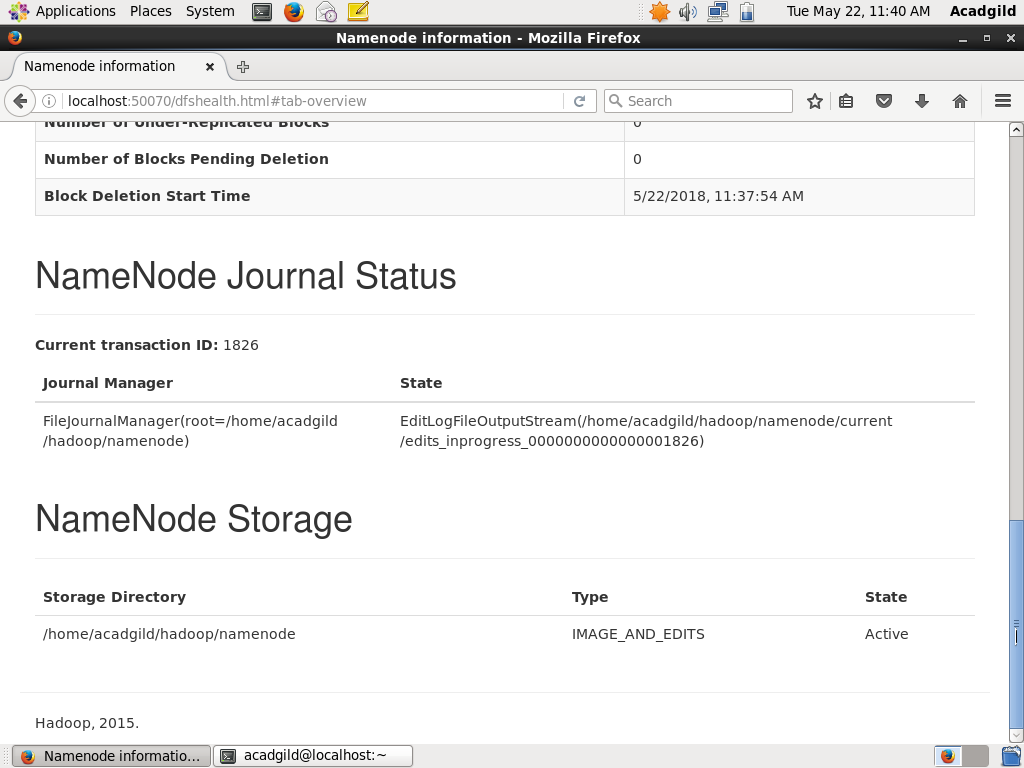 Applications Places System Tue May 22, 11:40 AM Acadgild
Namenode information - Mozilla Firefox
Namenode information
localhost:50070/dfshealth.html#tab-overview Search
Number of Under-Replicated Blocks 0
Number of Blocks Pending Deletion 0
Block Deletion Start Time 5/22/2018, 11:37:54 AM
NameNode Journal Status
Current transaction ID: 1826
Journal Manager State
FileJournalManager(root=/home/acadgild EditLogFileOutputStream(/home/acadgild/hadoop/namenode/current
/hadoop/namenode) /edits_inprogress_0000000000000001826)
NameNode Storage
Storage Directory Type State
/home/acadgild/hadoop/namenode IMAGE_AND_EDITS Active
Hadoop, 2015.
Namenode informatio... acadgild@localhost:~